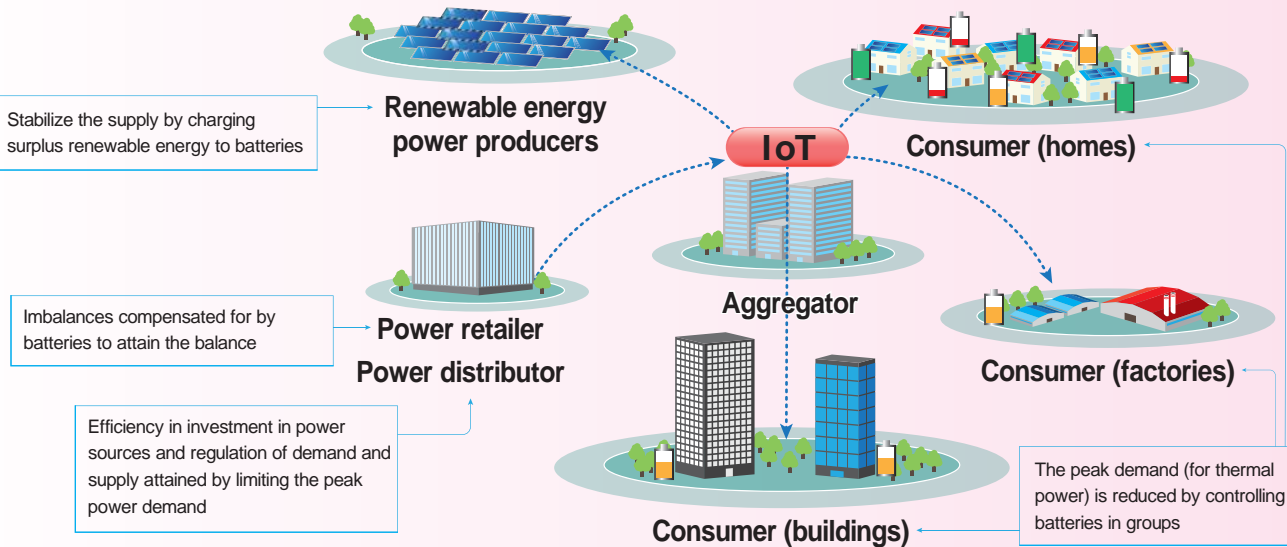 Stabilize the supply by charging
surplus renewable energy to batteries
Renewable energy
power producers
IoT
Consumer (homes)
Aggregator
Imbalances compensated for by
batteries to attain the balance
Power retailer
Power distributor
Consumer (factories)
Efficiency in investment in power
sources and regulation of demand and
supply attained by limiting the peak
power demand
Consumer (buildings)
The peak demand (for thermal
power) is reduced by controlling
batteries in groups